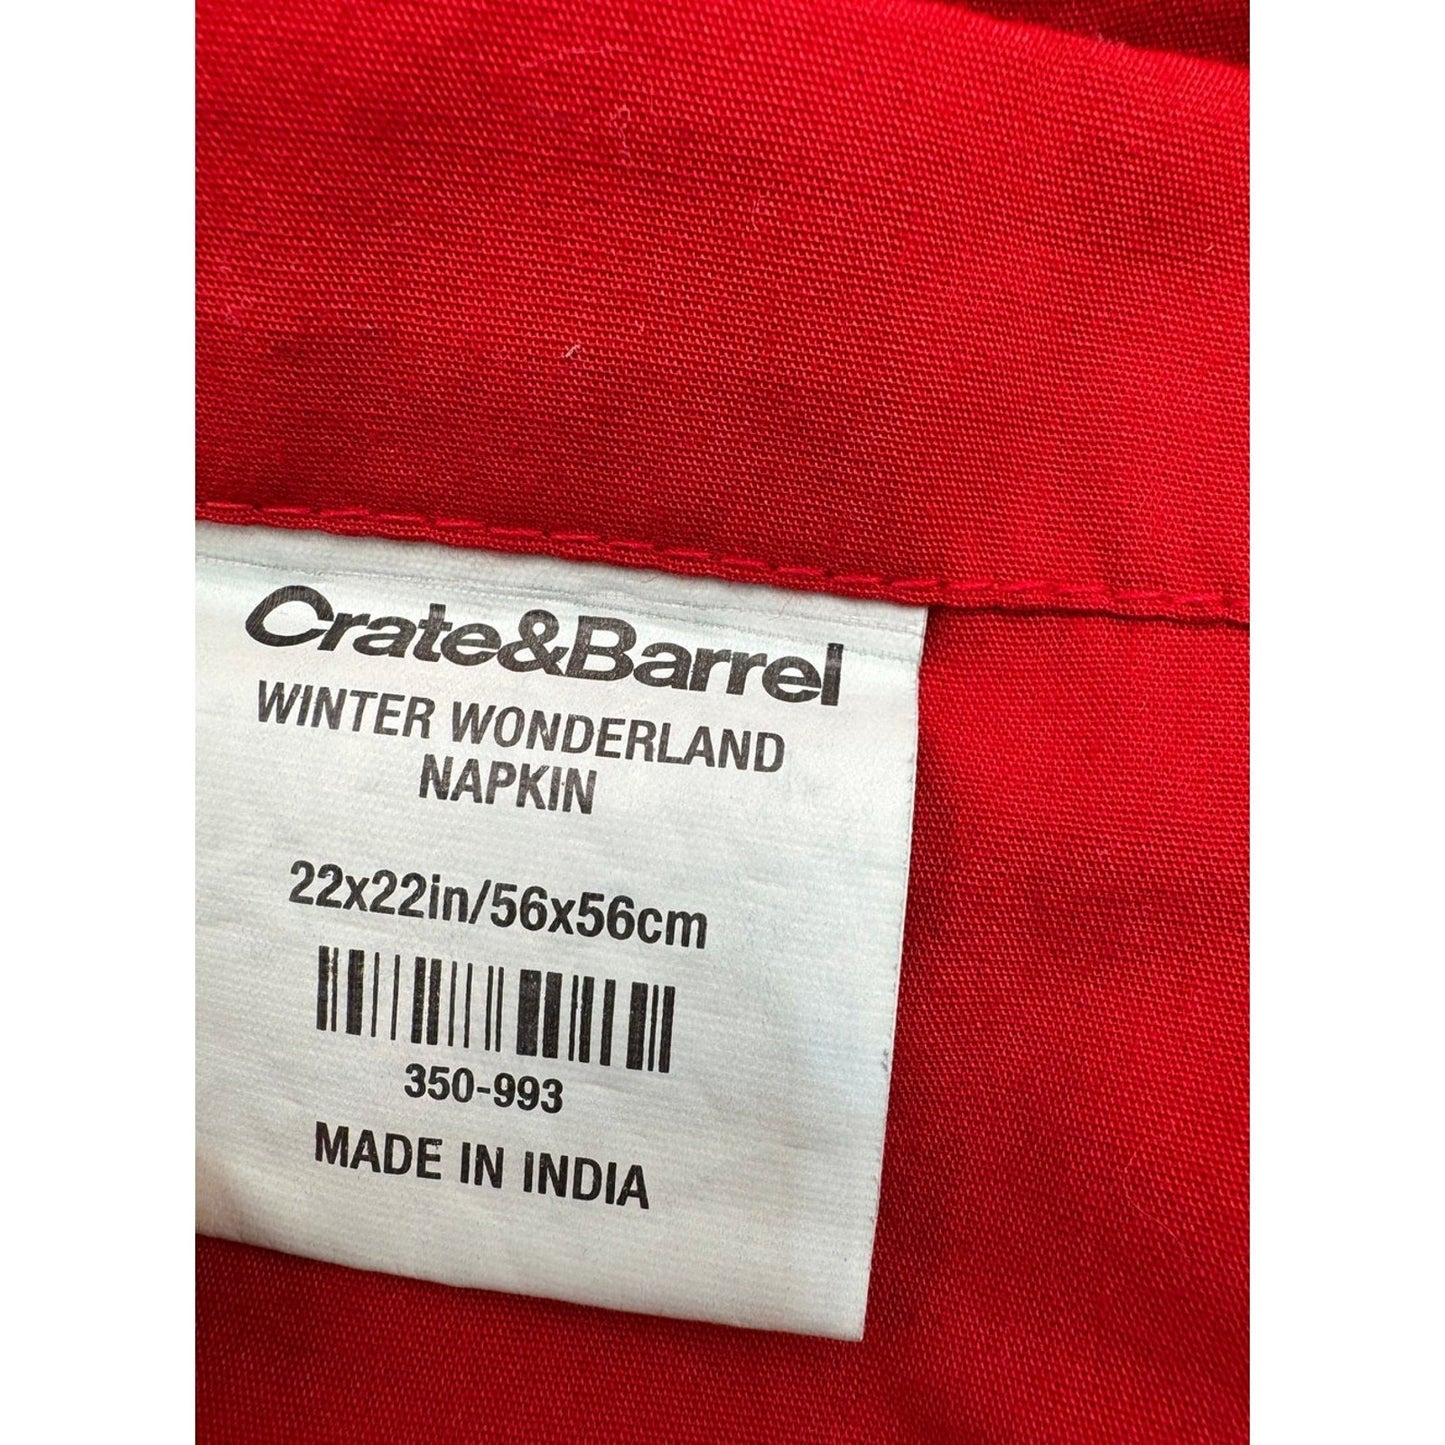 Crate&Barrel
WINTER WONDERLAND
NAPKIN
22x22in/56x56cm
350-993
MADE IN INDIA